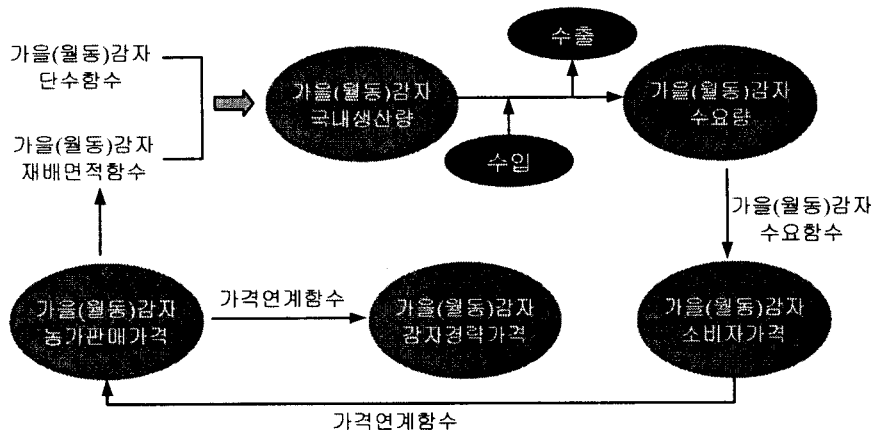 수출
가을(월동)감자
단수함수
가을(월동)감자
국내생산량
가을(월동)감자
수요량
가을(월동)감자
재배면적함수
수입
가을(월동)감자
수요함수
가을(월동)감자
농가판매가격
가격연계함수
가을(월동)감자
감자경락가격
가을(월동)감자
소비자가격
가격연계함수